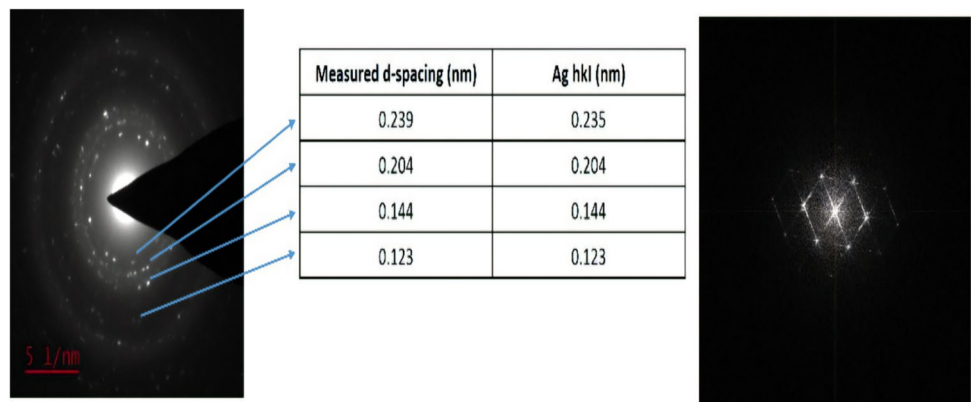 Measured d-spacing (nm) Ag hkl (nm)
0.239 0.235
0.204 0.204
0.144 0.144
0.123 0.123
5 1/nm